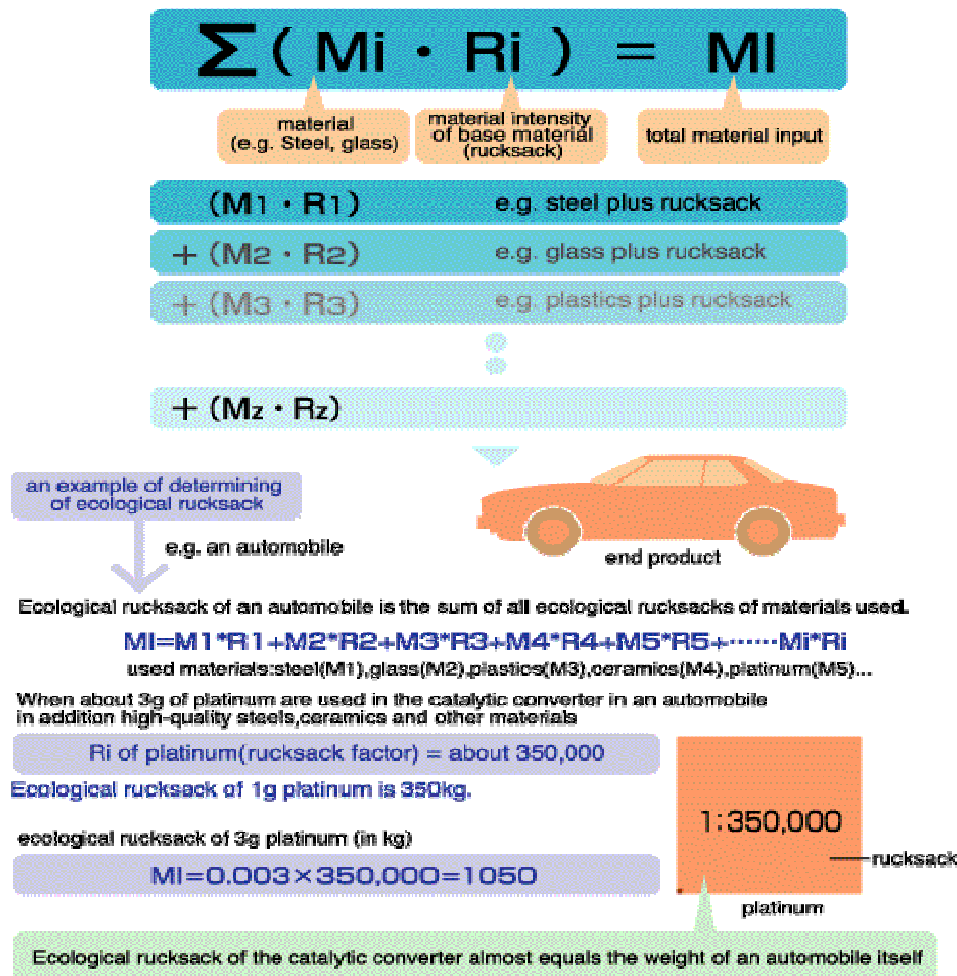 Σ ( Mi · Ri ) = MI
material
(e.g. Steel, glass)
material intensity
of base material
(rucksack)
total material input
(M1 · R1) e.g. steel plus rucksack
+ (M2 · R2) e.g. glass plus rucksack
+ (M3 · R3) e.g. plastics plus rucksack
+ (Mz · Rz)
an example of determining
of ecological rucksack
e.g. an automobile
end product
Ecological rucksack of an automobile is the sum of all ecological rucksacks of materials used.
MI=M1*R1+M2*R2+M3*R3+M4*R4+M5*R5+······Mi*Ri
used materials:steel(M1),glass(M2),plastics(M3),ceramics(M4),platinum(M5)...
When about 3g of platinum are used in the catalytic converter in an automobile
in addition high-quality steels,ceramics and other materials
Ri of platinum(rucksack factor) = about 350,000
Ecological rucksack of 1g platinum is 350kg.
ecological rucksack of 3g platinum (in kg)
MI=0.003×350,000=1050
1:350,000
rucksack
platinum
Ecological rucksack of the catalytic converter almost equals the weight of an automobile itself